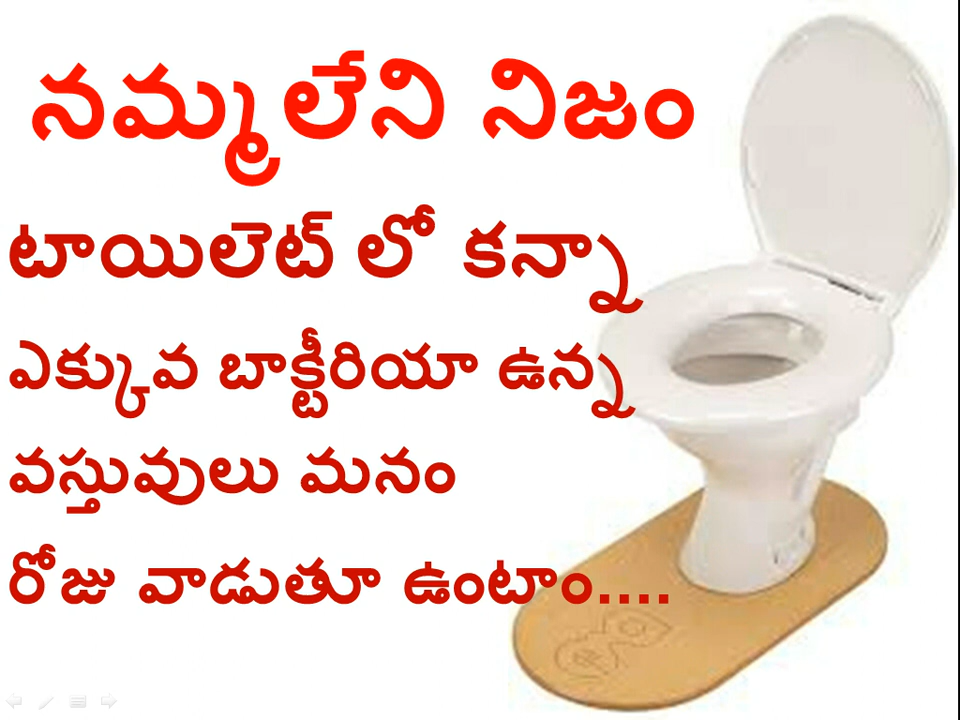 నమ్మలేని నిజం
టాయిలెట్ లో కన్నా
ఎక్కువ బాక్టీరియా ఉన్న
వస్తువులు మనం
రోజు వాడుతూ ఉంటాం....